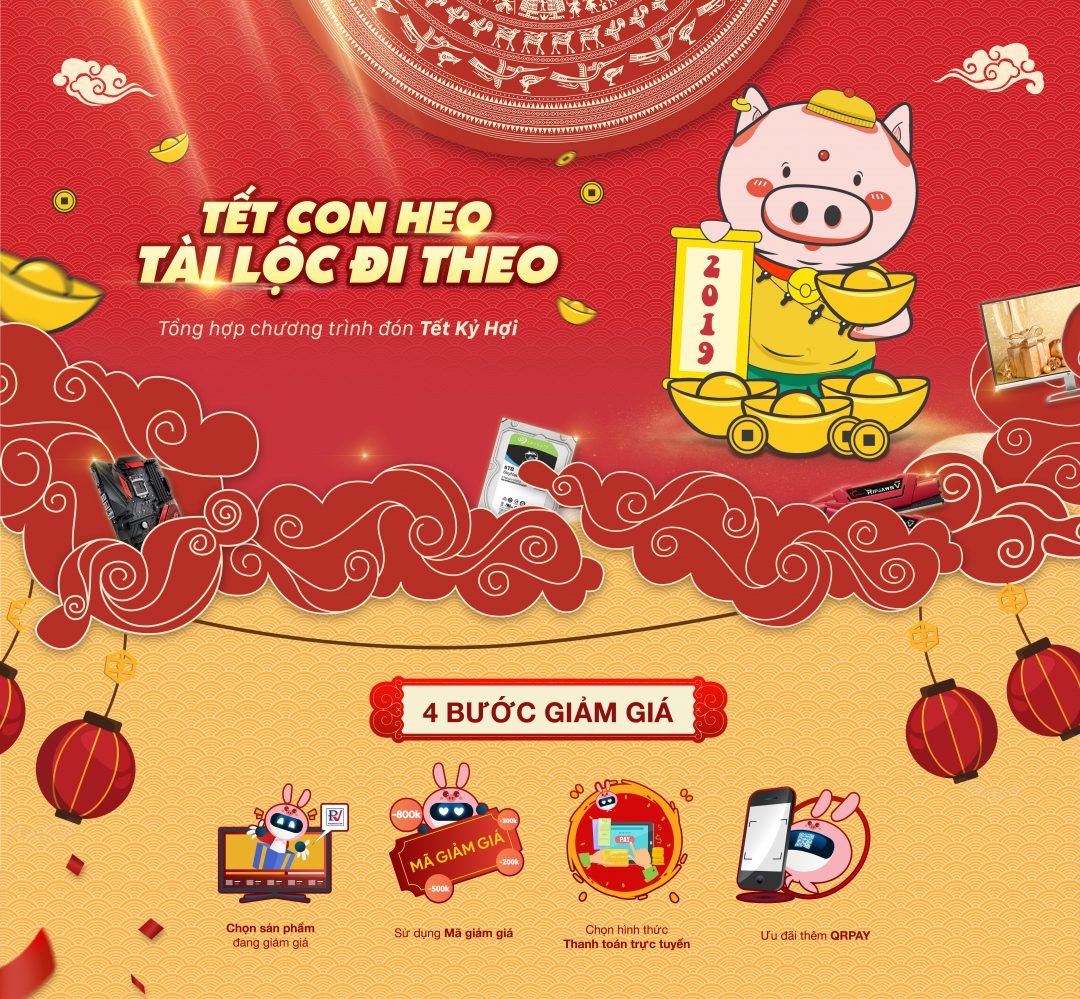 TẾT CON HEO
TÀI LỘC ĐI THEO
Tổng hợp chương trình đón Tết Kỷ Hợi
2019
8TB
RIPJAWS V
4 BƯỚC GIẢM GIÁ
-800k
-300k
MÃ GIẢM GIÁ
-200k
-500k
PAY
Chọn sản phẩm
đang giảm giá
Sử dụng Mã giảm giá
Chọn hình thức
Thanh toán trực tuyến
Ưu đãi thêm QRPAY